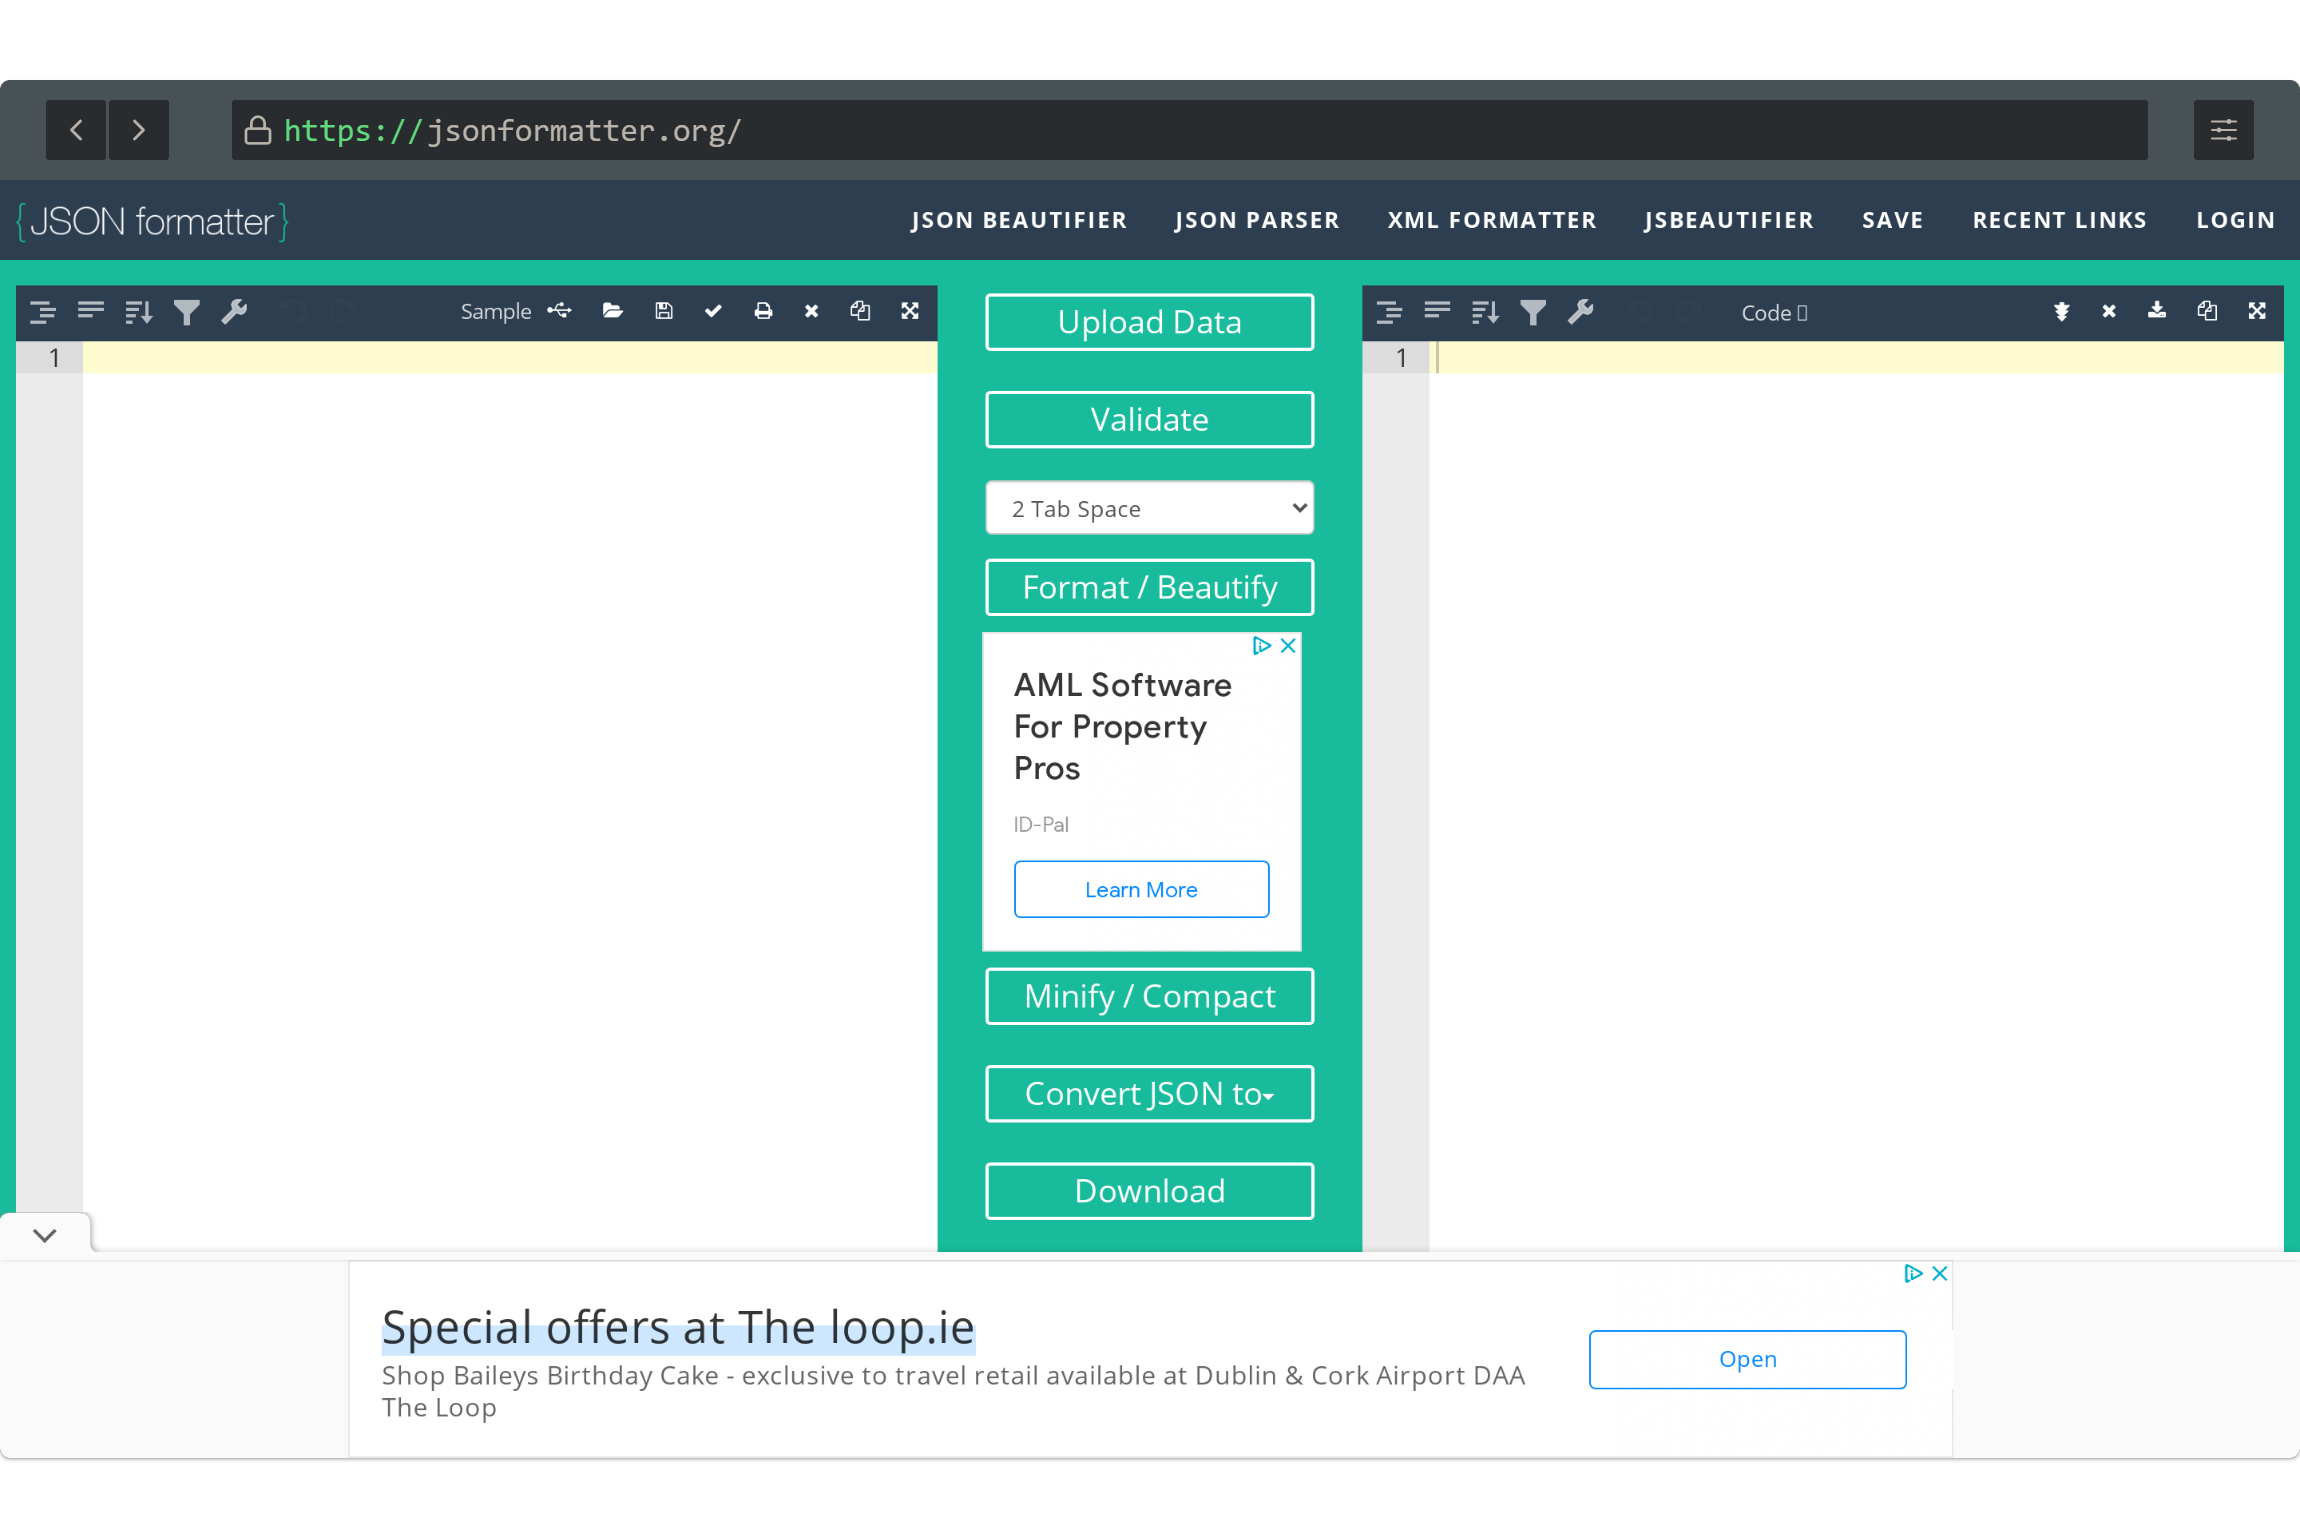 https://jsonformatter.org/
{JSON formatter}
JSON BEAUTIFIER JSON PARSER XML FORMATTER JSBEAUTIFIER SAVE RECENT LINKS LOGIN
Sample
Code
1
1
Upload Data
Validate
2 Tab Space
Format / Beautify
AML Software
For Property
Pros
ID-Pal
Learn More
Minify / Compact
Convert JSON to
Download
Special offers at The loop.ie
Shop Baileys Birthday Cake - exclusive to travel retail available at Dublin & Cork Airport DAA
The Loop
Open